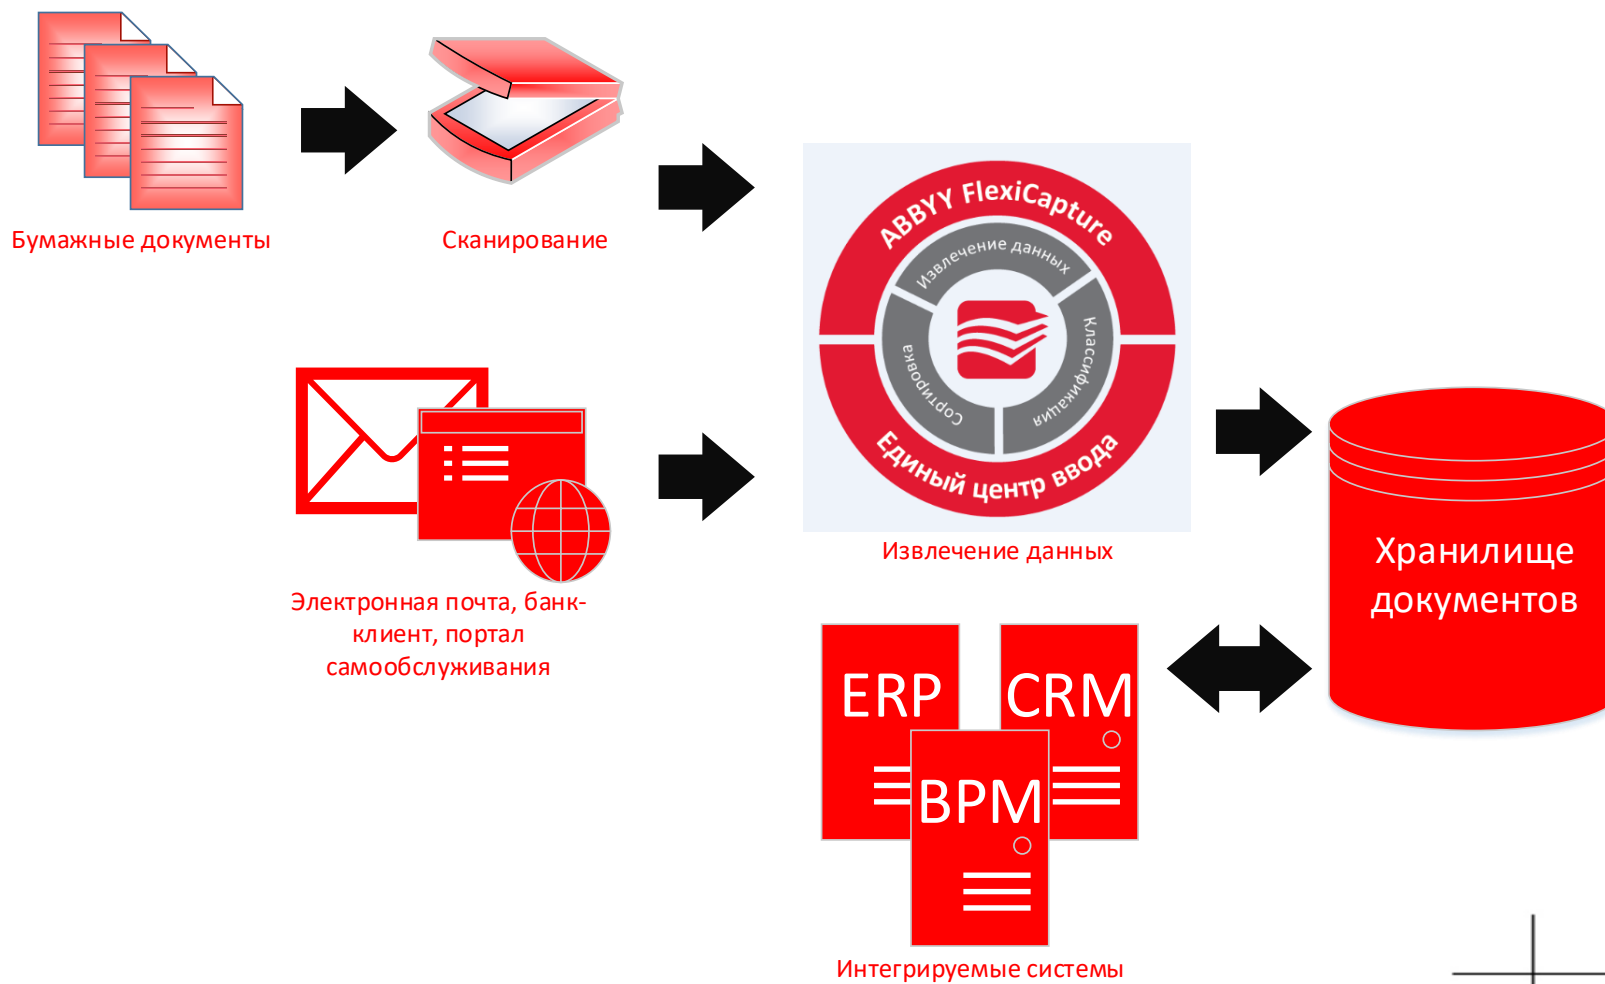 Бумажные документы
Сканирование
ABBYY FlexiCapture
Извлечение данных
Классификация
Сортировка
Единый центр ввода
Извлечение данных
Электронная почта, банк-
клиент, портал
самообслуживания
Хранилище
документов
ERP
CRM
BPM
Интегрируемые системы